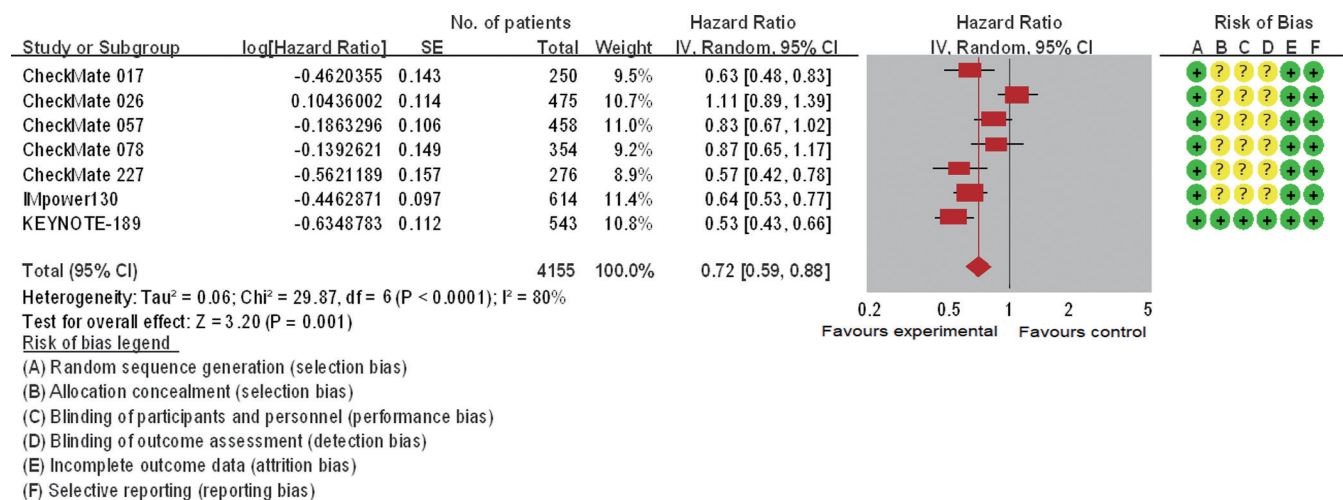 No. of patients Hazard Ratio Hazard Ratio Risk of Bias
Study or Subgroup log[Hazard Ratio] SE Total Weight IV, Random, 95% CI IV, Random, 95% CI A B C D E F
CheckMate 017 -0.4620355 0.143 250 9.5% 0.63 [0.48, 0.83] + ? ? ? + +
CheckMate 026 0.10436002 0.114 475 10.7% 1.11 [0.89, 1.39] + ? ? ? + +
CheckMate 057 -0.1863296 0.106 458 11.0% 0.83 [0.67, 1.02] + ? ? ? + +
CheckMate 078 -0.1392621 0.149 354 9.2% 0.87 [0.65, 1.17] + ? ? ? + +
CheckMate 227 -0.5621189 0.157 276 8.9% 0.57 [0.42, 0.78] + ? ? ? + +
IMpower130 -0.4462871 0.097 614 11.4% 0.64 [0.53, 0.77] + ? ? ? + +
KEYNOTE-189 -0.6348783 0.112 543 10.8% 0.53 [0.43, 0.66] + + + + + +
Total (95% CI) 4155 100.0% 0.72 [0.59, 0.88]
Heterogeneity: Tau² = 0.06; Chi² = 29.87, df = 6 (P < 0.0001); I² = 80%
Test for overall effect: Z = 3.20 (P = 0.001)
0.2 0.5 1 2 5
Favours experimental Favours control
Risk of bias legend
(A) Random sequence generation (selection bias)
(B) Allocation concealment (selection bias)
(C) Blinding of participants and personnel (performance bias)
(D) Blinding of outcome assessment (detection bias)
(E) Incomplete outcome data (attrition bias)
(F) Selective reporting (reporting bias)